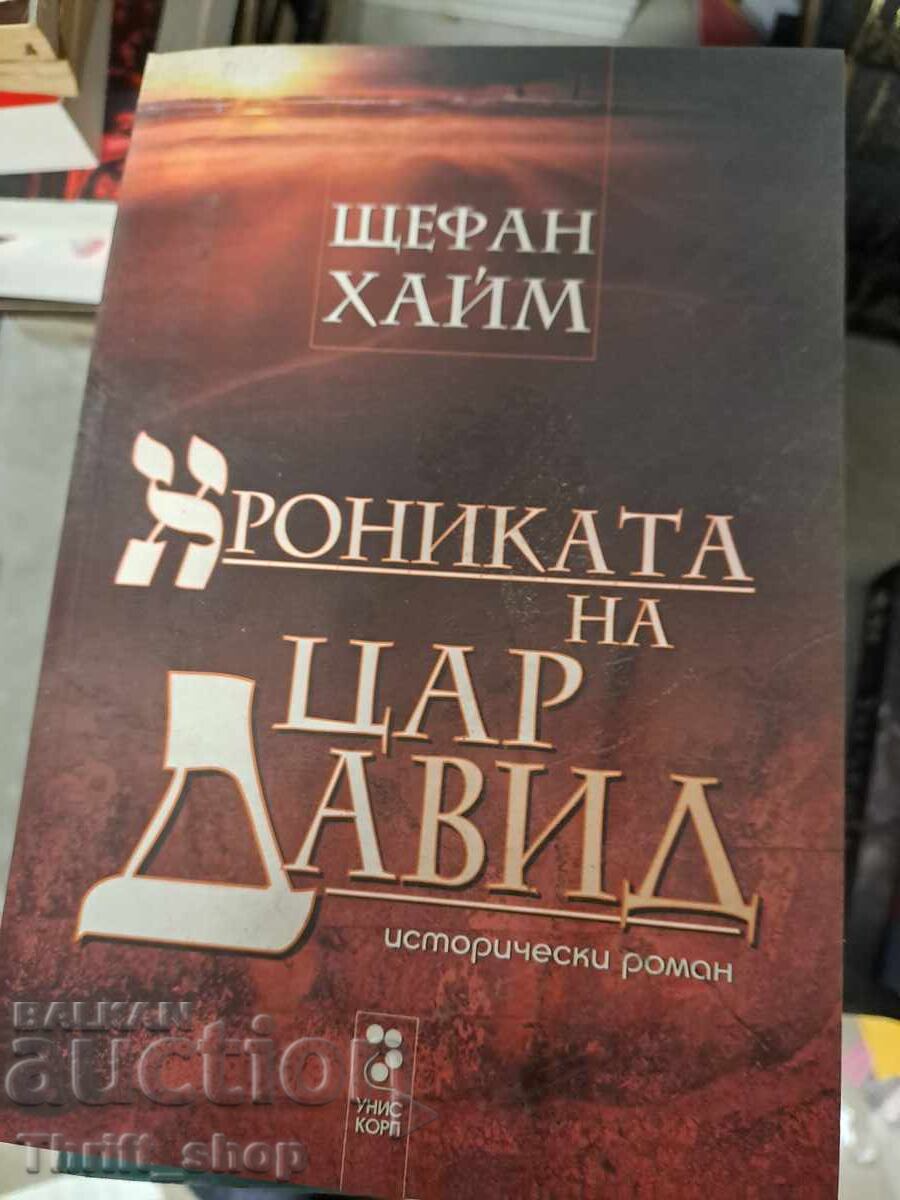 ЩЕФАН
ХАЙМ
ХРОНИКАТА
НА
ЦАР
ДАВИД
исторически роман
УНИС
КОРП
BALKAN
auction
Thrift_shop